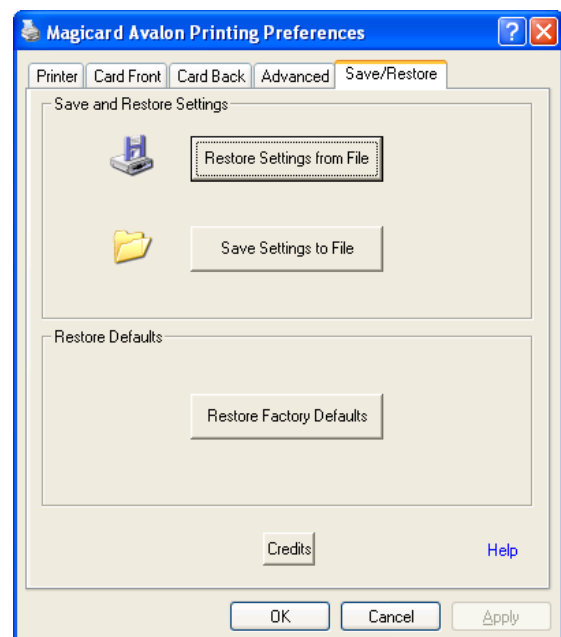 Magicard Avalon Printing Preferences
Printer Card Front Card Back Advanced Save/Restore
Save and Restore Settings
Restore Settings from File
Save Settings to File
Restore Defaults
Restore Factory Defaults
Credits Help
OK Cancel Apply